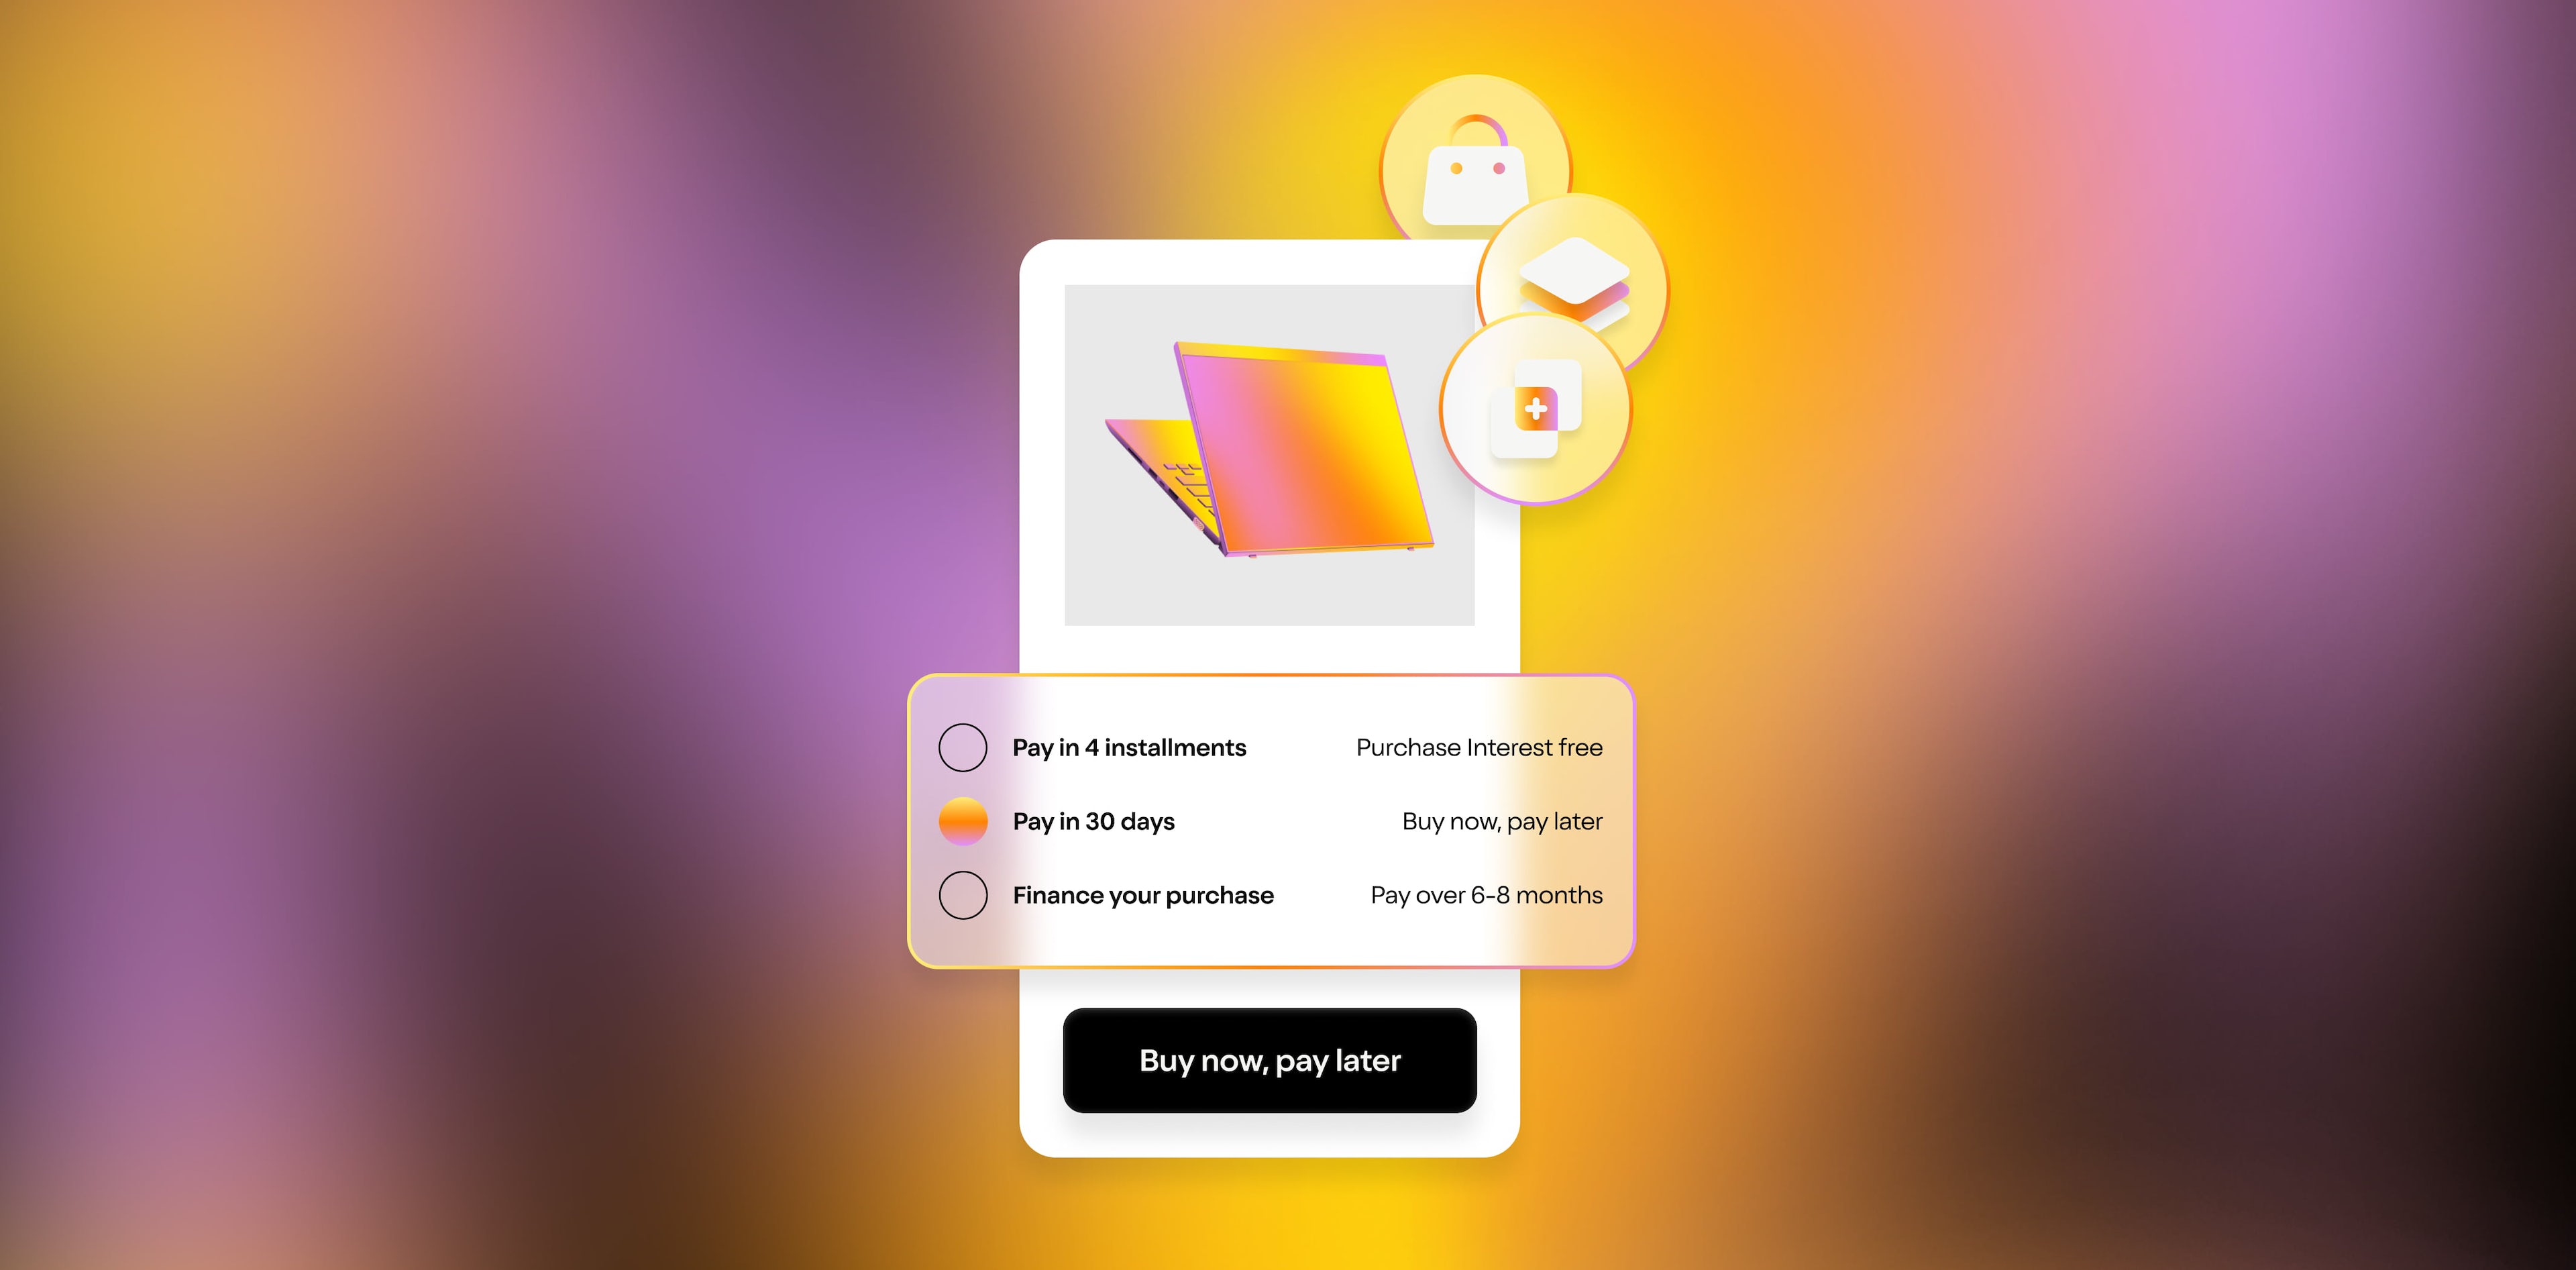 Pay in 4 installments Purchase Interest free
Pay in 30 days Buy now, pay later
Finance your purchase Pay over 6-8 months
Buy now, pay later